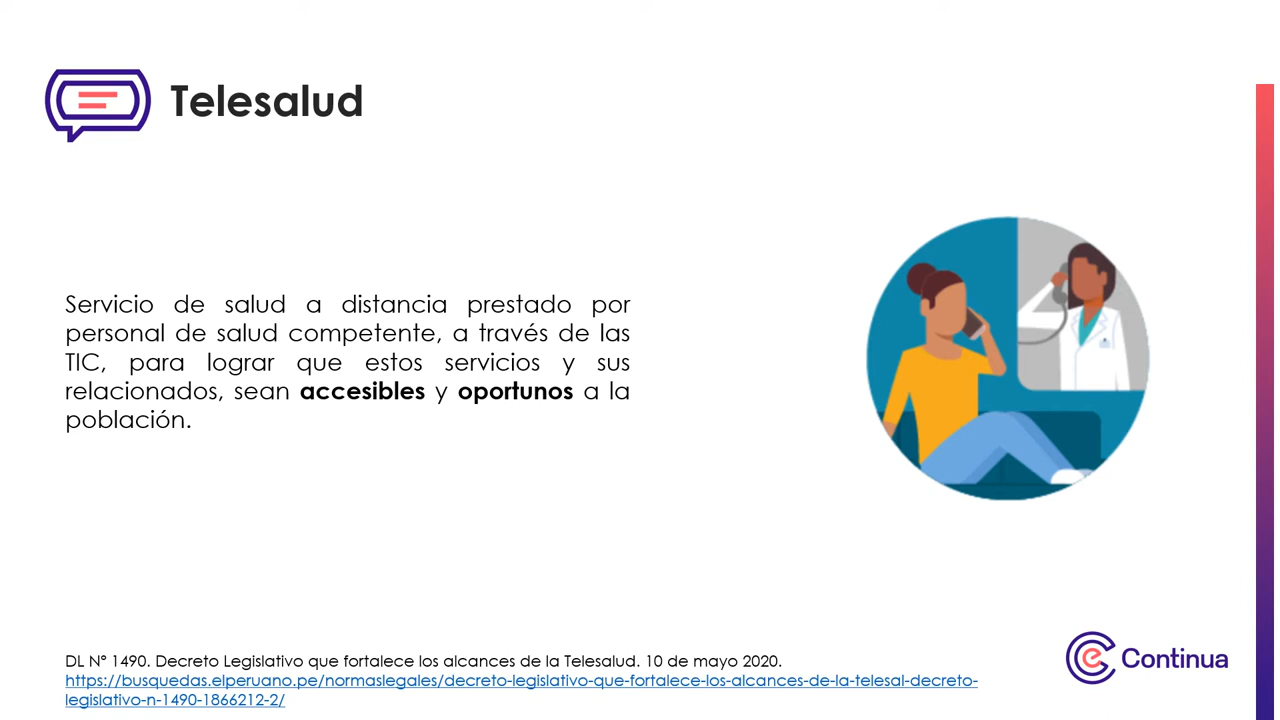 Telesalud
Servicio de salud a distancia prestado por
personal de salud competente, a través de las
TIC, para lograr que estos servicios y sus
relacionados, sean accesibles y oportunos a la
población.
DL N° 1490. Decreto Legislativo que fortalece los alcances de la Telesalud. 10 de mayo 2020.
https://busquedas.elperuano.pe/normaslegales/decreto-legislativo-que-fortalece-los-alcances-de-la-telesal-decreto-
legislativo-n-1490-1866212-2/
Continua